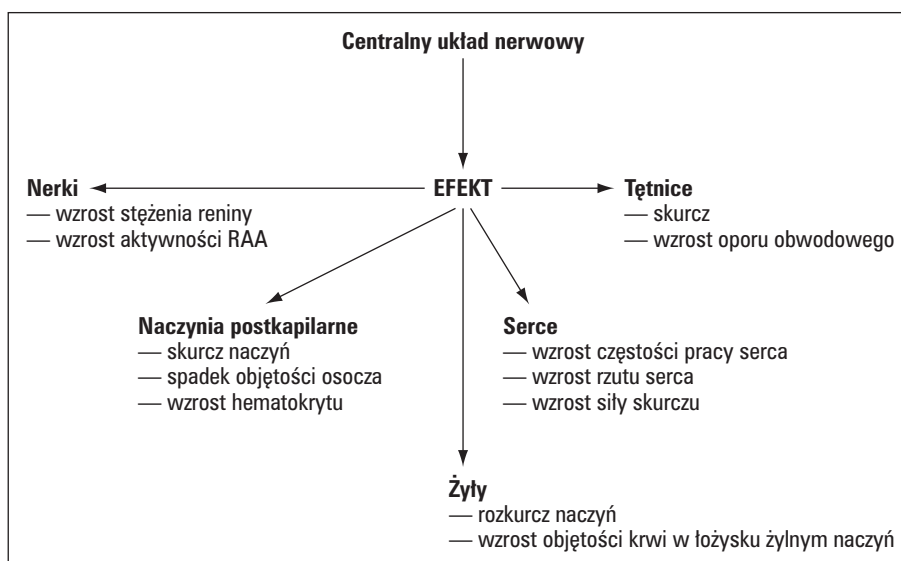 Centralny układ nerwowy
Nerki
— wzrost stężenia reniny
— wzrost aktywności RAA
EFEKT
Tętnice
— skurcz
— wzrost oporu obwodowego
Naczynia postkapilarne
— skurcz naczyń
— spadek objętości osocza
— wzrost hematokrytu
Serce
— wzrost częstości pracy serca
— wzrost rzutu serca
— wzrost siły skurczu
Żyły
— rozkurcz naczyń
— wzrost objętości krwi w łożysku żylnym naczyń